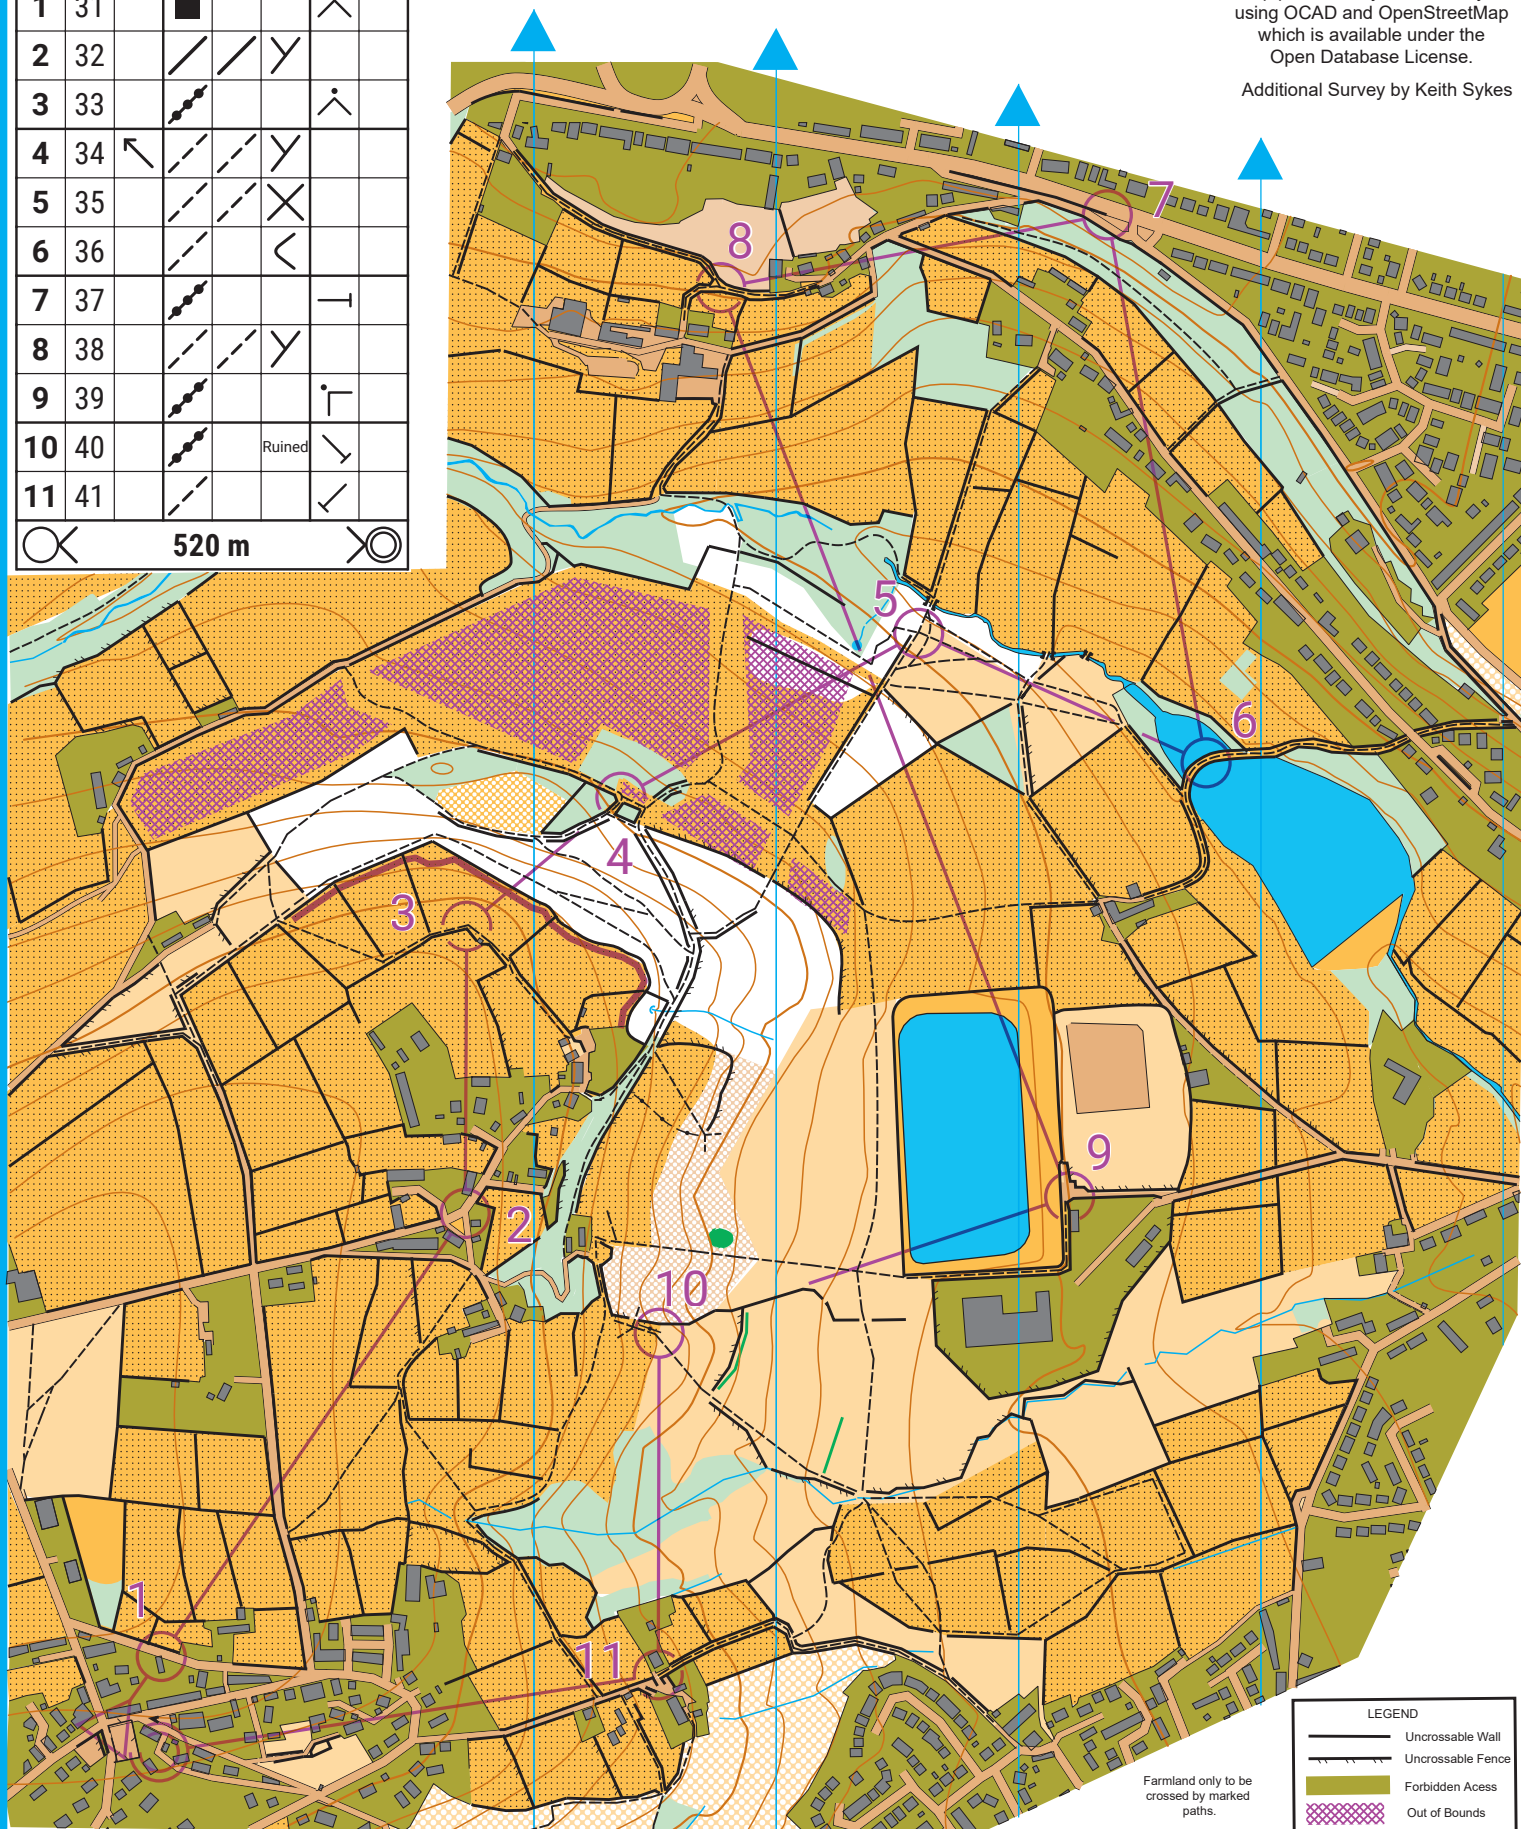 1 31
2 32
3 33
4 34
5 35
6 36
7 37
8 38
9 39
10 40 Ruined
11 41
520 m
using OCAD and OpenStreetMap
which is available under the
Open Database License.
Additional Survey by Keith Sykes
7
8
5
6
4
3
9
2
10
1
11
Farmland only to be
crossed by marked
paths.
LEGEND
Uncrossable Wall
Uncrossable Fence
Forbidden Acess
Out of Bounds